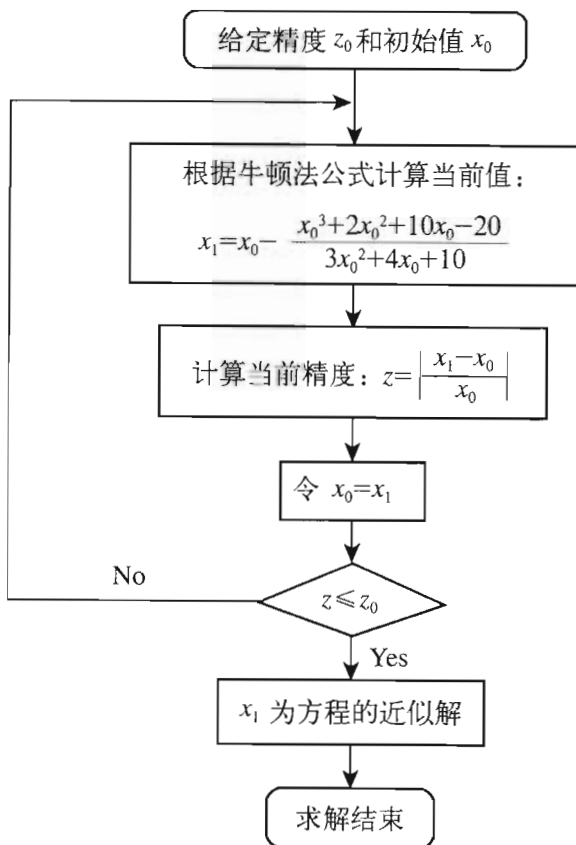 给定精度 z₀ 和初始值 x₀
根据牛顿法公式计算当前值：
x₁=x₀− (x₀³+2x₀²+10x₀−20)/(3x₀²+4x₀+10)
计算当前精度：z=|(x₁−x₀)/x₀|
令 x₀=x₁
No
z≤z₀
Yes
x₁ 为方程的近似解
求解结束